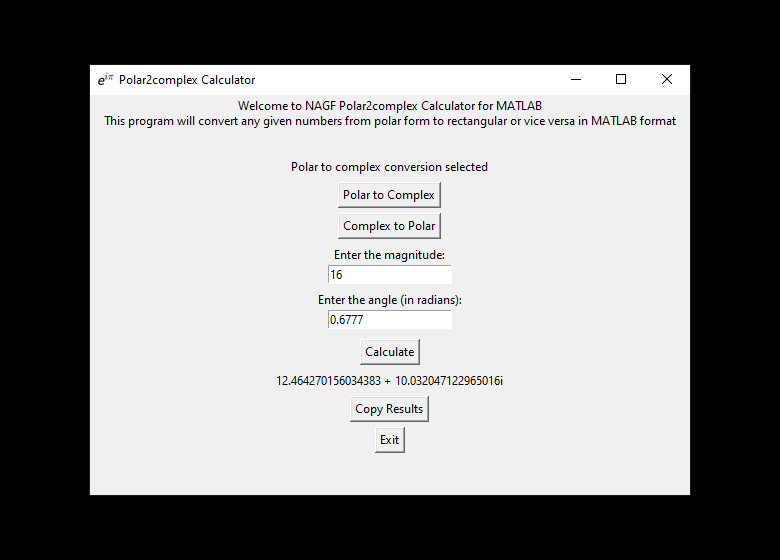 e^iπ Polar2complex Calculator
Welcome to NAGF Polar2complex Calculator for MATLAB
This program will convert any given numbers from polar form to rectangular or vice versa in MATLAB format
Polar to complex conversion selected
Polar to Complex
Complex to Polar
Enter the magnitude:
16
Enter the angle (in radians):
0.6777
Calculate
12.464270156034383 + 10.032047122965016i
Copy Results
Exit